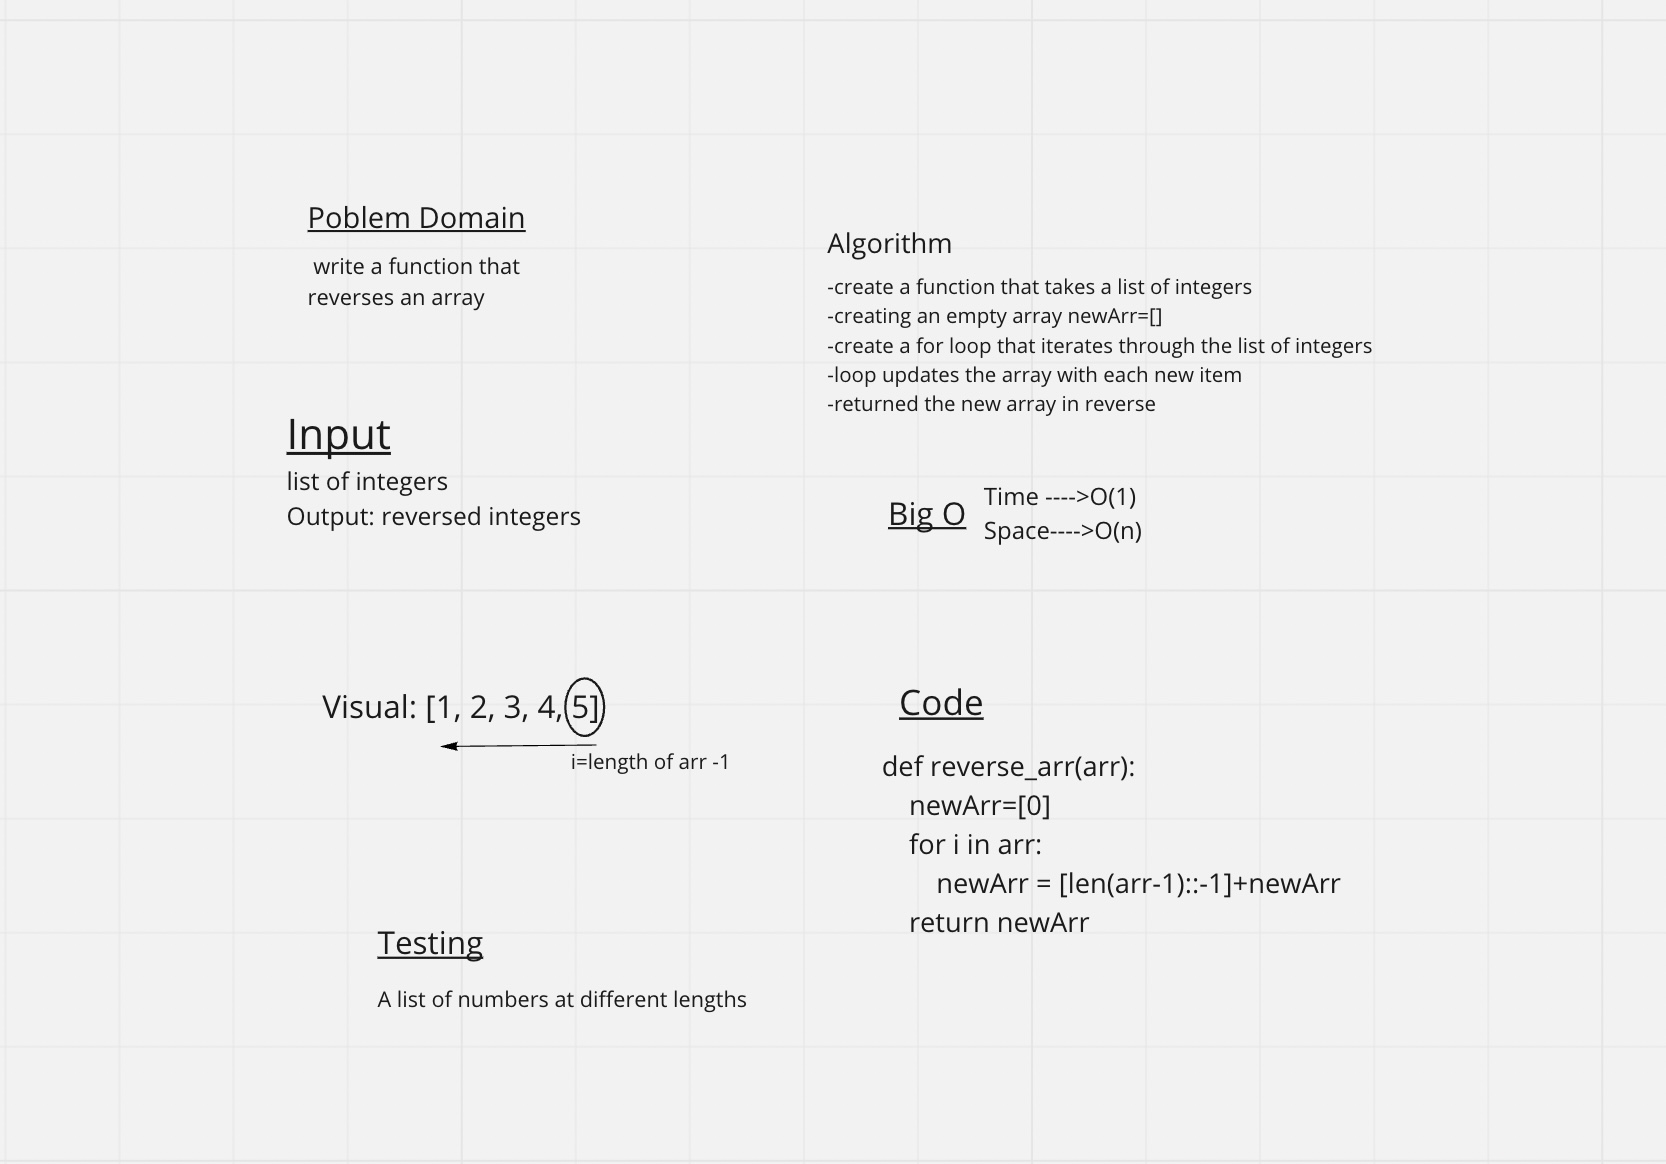 Poblem Domain
write a function that
reverses an array
Input
list of integers
Output: reversed integers
Visual: [1, 2, 3, 4, 5]
i=length of arr -1
Testing
A list of numbers at different lengths
Algorithm
-create a function that takes a list of integers
-creating an empty array newArr=[]
-create a for loop that iterates through the list of integers
-loop updates the array with each new item
-returned the new array in reverse
Big O
Time ---->O(1)
Space---->O(n)
Code
def reverse_arr(arr):
newArr=[0]
for i in arr:
newArr = [len(arr-1)::-1]+newArr
return newArr